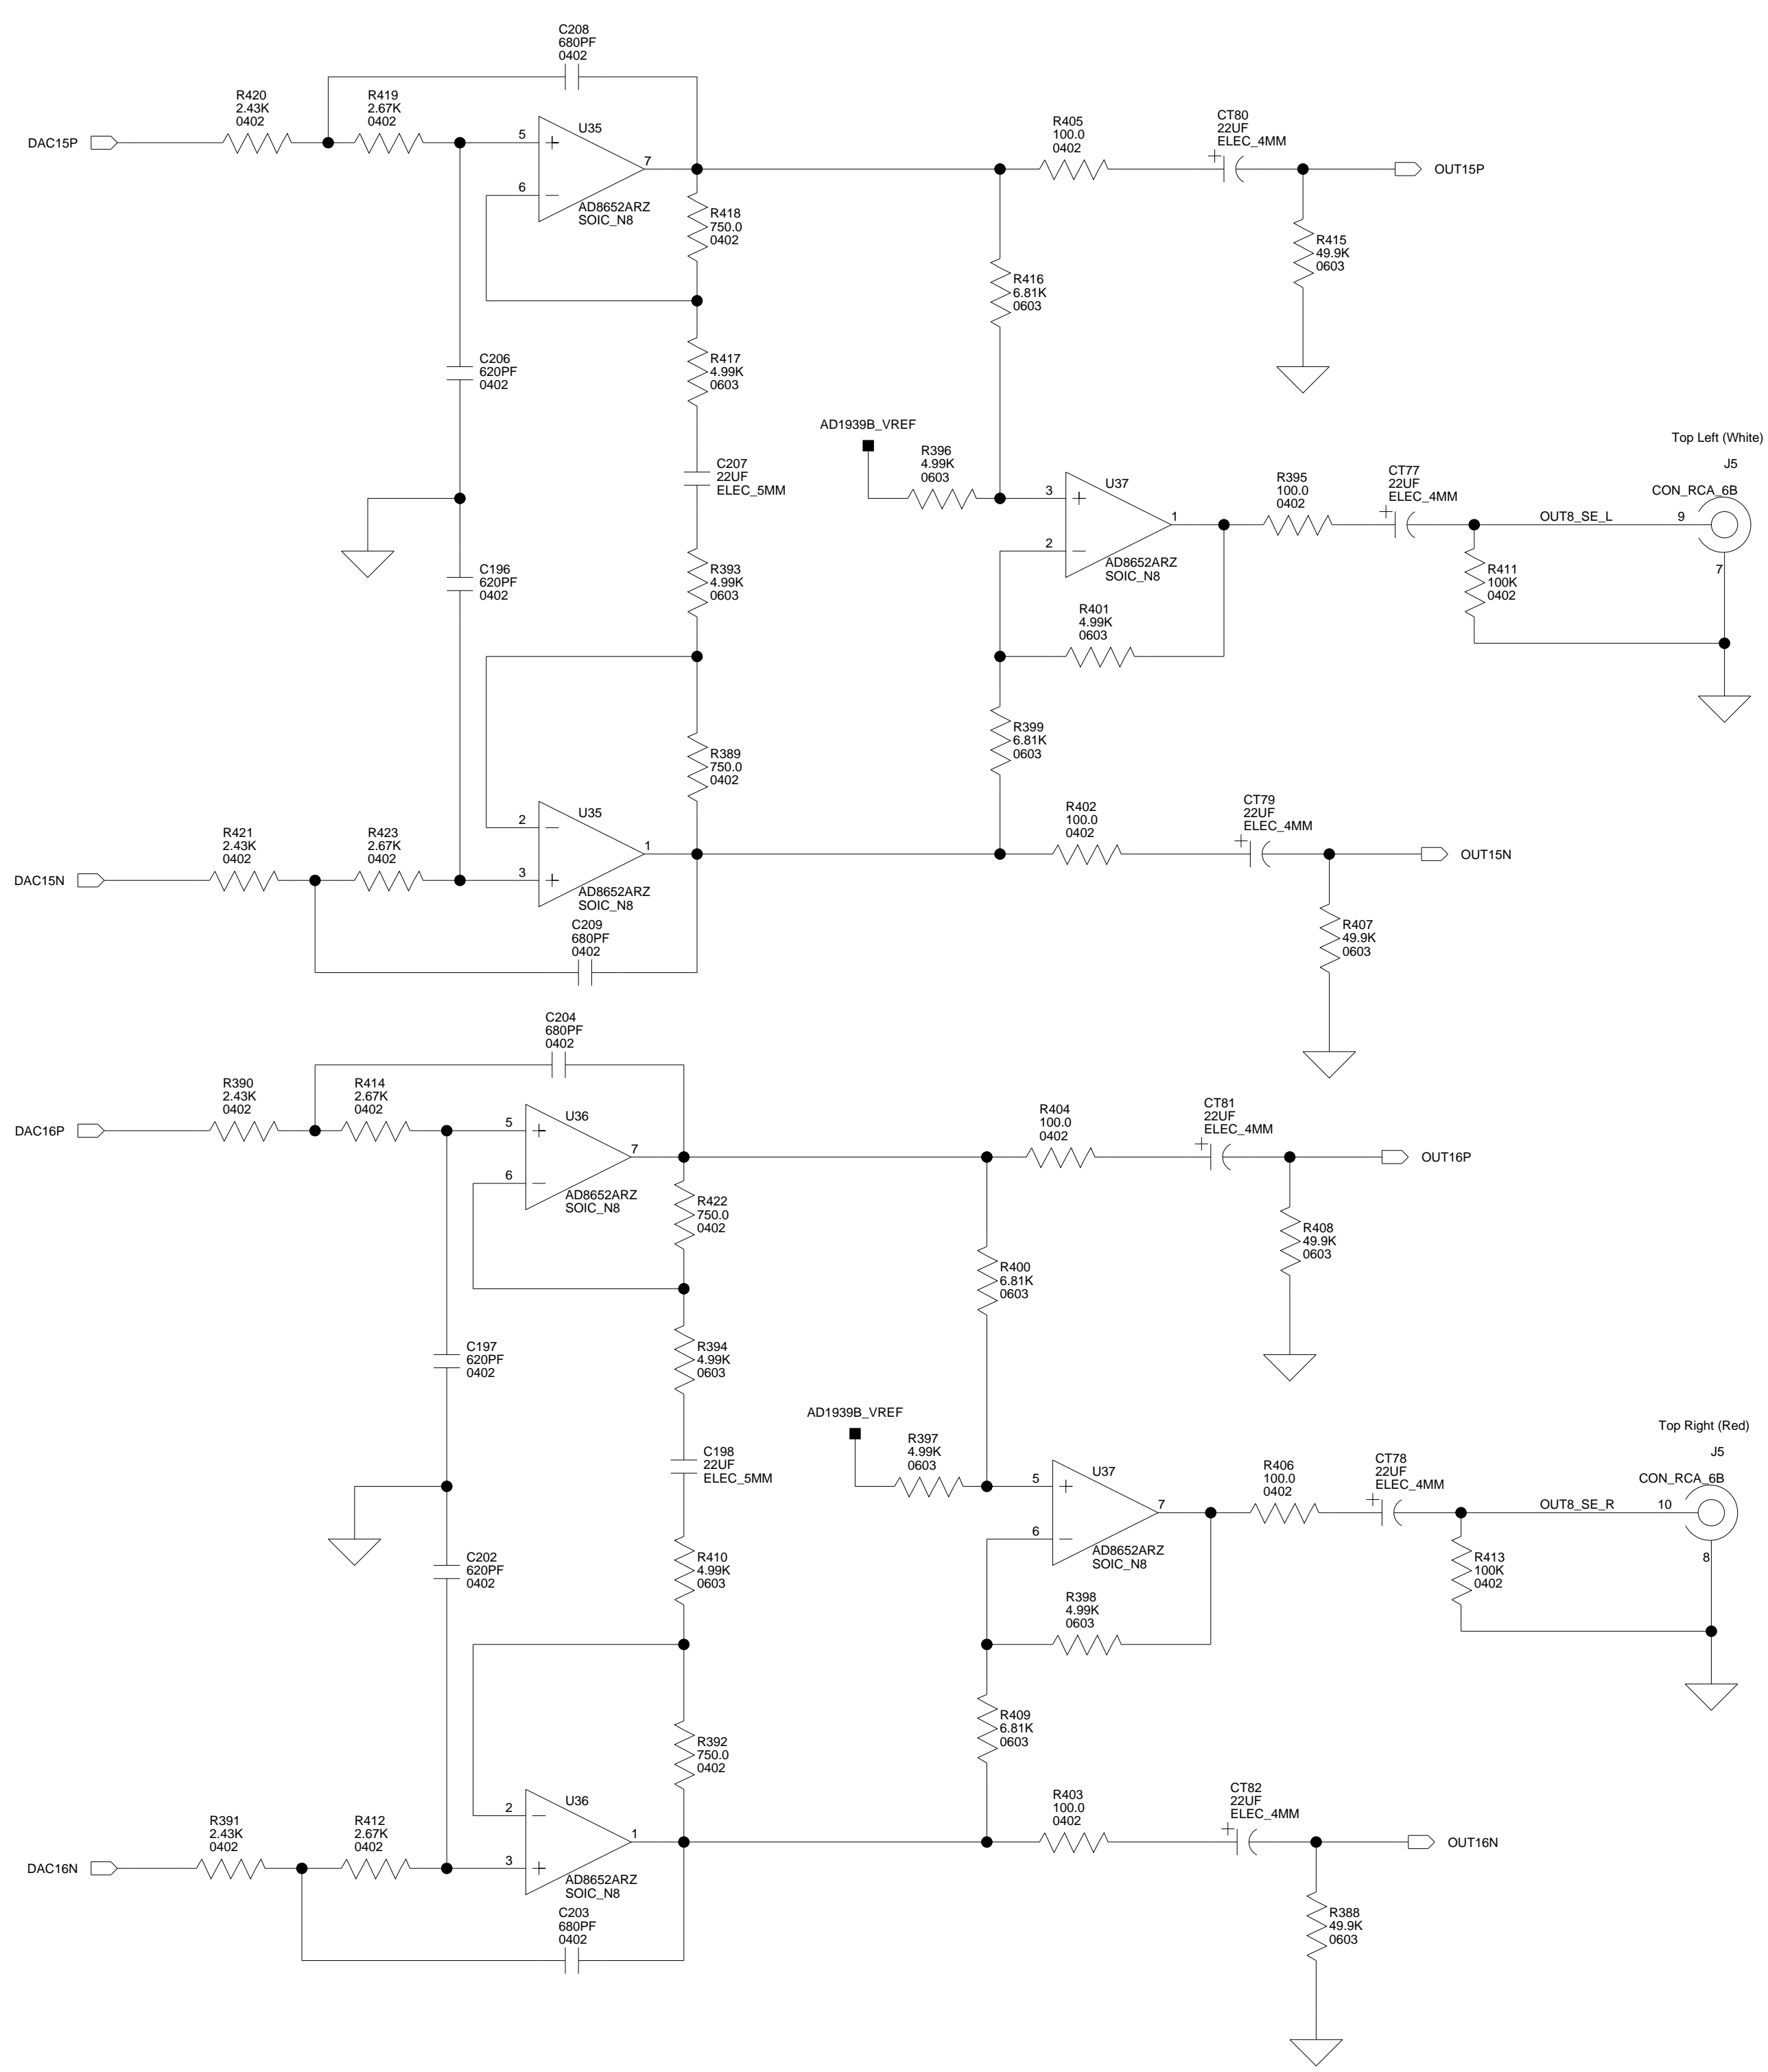 C208
680PF
0402
R420
2.43K
0402
R419
2.67K
0402
DAC15P
5
+
U35
7
6
−
AD8652ARZ
SOIC_N8
R418
750.0
0402
R405
100.0
0402
CT80
22UF
ELEC_4MM
+
OUT15P
R415
49.9K
0603
R416
6.81K
0603
C206
620PF
0402
R417
4.99K
0603
AD1939B_VREF
R396
4.99K
0603
C207
22UF
ELEC_5MM
3
+
U37
1
2
−
AD8652ARZ
SOIC_N8
R395
100.0
0402
CT77
22UF
ELEC_4MM
+
Top Left (White)
J5
CON_RCA_6B
OUT8_SE_L
9
7
R411
100K
0402
C196
620PF
0402
R393
4.99K
0603
R401
4.99K
0603
R399
6.81K
0603
R389
750.0
0402
R421
2.43K
0402
R423
2.67K
0402
DAC15N
U35
2
−
1
3
+
AD8652ARZ
SOIC_N8
R402
100.0
0402
CT79
22UF
ELEC_4MM
+
OUT15N
R407
49.9K
0603
C209
680PF
0402
C204
680PF
0402
R390
2.43K
0402
R414
2.67K
0402
DAC16P
5
+
U36
7
6
−
AD8652ARZ
SOIC_N8
R422
750.0
0402
R404
100.0
0402
CT81
22UF
ELEC_4MM
+
OUT16P
R408
49.9K
0603
R400
6.81K
0603
C197
620PF
0402
R394
4.99K
0603
AD1939B_VREF
R397
4.99K
0603
C198
22UF
ELEC_5MM
5
+
U37
7
6
−
AD8652ARZ
SOIC_N8
R406
100.0
0402
CT78
22UF
ELEC_4MM
+
Top Right (Red)
J5
CON_RCA_6B
OUT8_SE_R
10
8
R413
100K
0402
C202
620PF
0402
R410
4.99K
0603
R398
4.99K
0603
R409
6.81K
0603
R392
750.0
0402
R391
2.43K
0402
R412
2.67K
0402
DAC16N
U36
2
−
1
3
+
AD8652ARZ
SOIC_N8
R403
100.0
0402
CT82
22UF
ELEC_4MM
+
OUT16N
R388
49.9K
0603
C203
680PF
0402